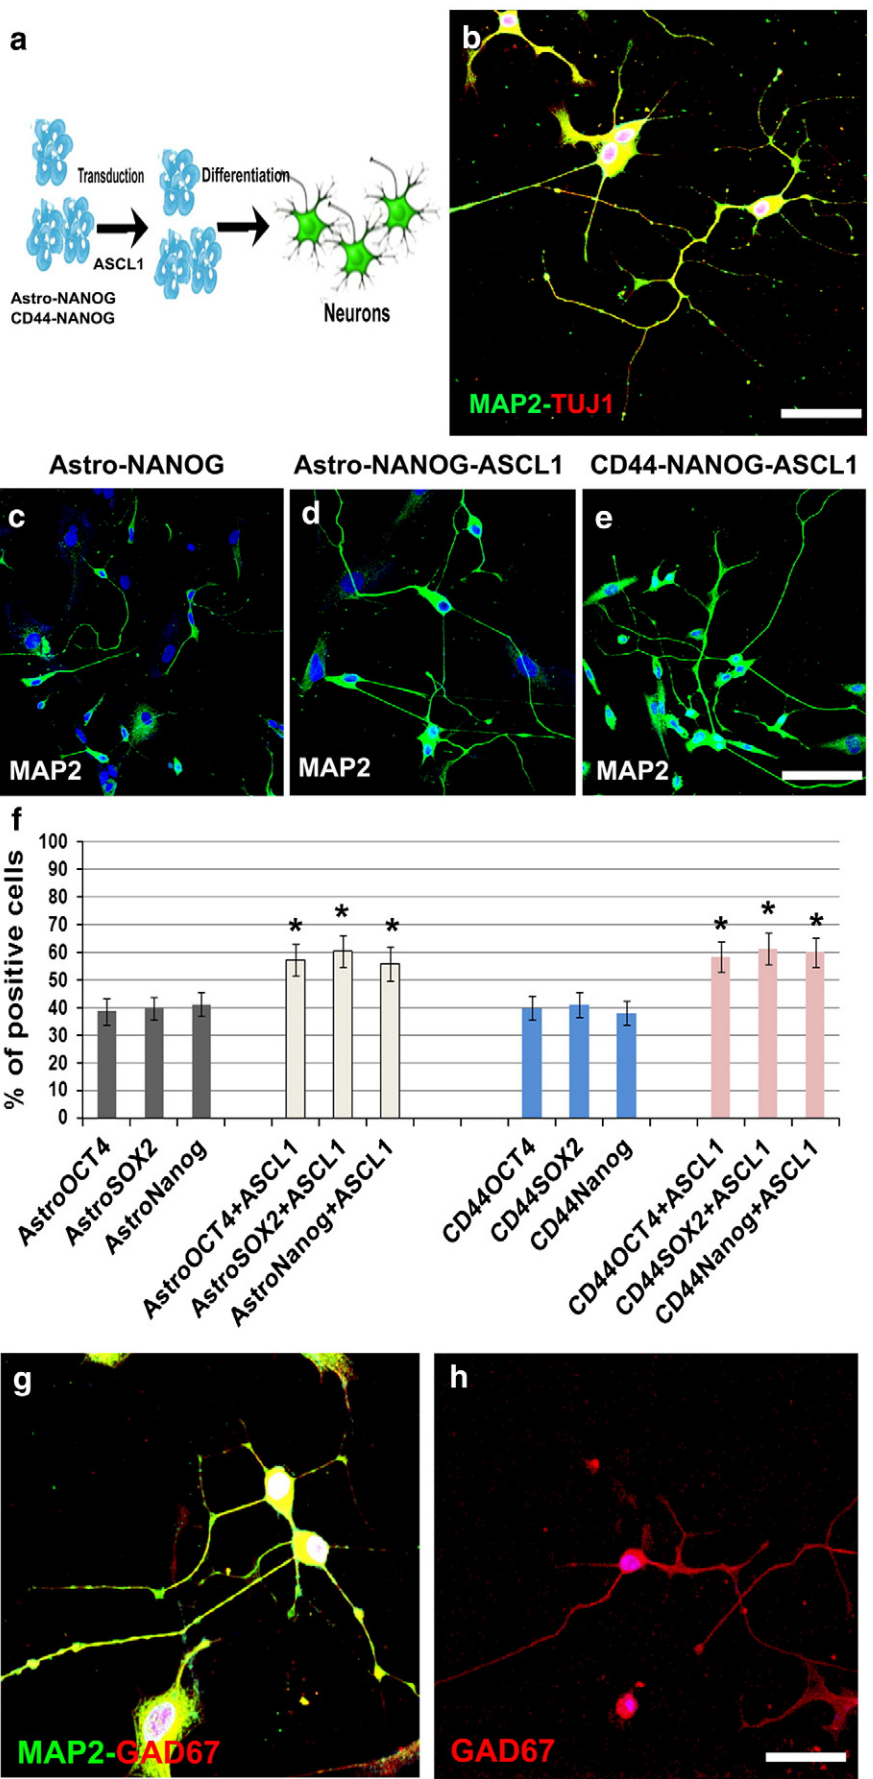 a
Transduction
Differentiation
ASCL1
Astro-NANOG
CD44-NANOG
Neurons
b
MAP2-TUJ1
Astro-NANOG
Astro-NANOG-ASCL1
CD44-NANOG-ASCL1
c
MAP2
d
MAP2
e
MAP2
f
% of positive cells
100
90
80
70
60
50
40
30
20
10
0
*
*
*
*
*
*
AstroOCT4
AstroSOX2
AstroNanog
AstroOCT4+ASCL1
AstroSOX2+ASCL1
AstroNanog+ASCL1
CD44OCT4
CD44SOX2
CD44Nanog
CD44OCT4+ASCL1
CD44SOX2+ASCL1
CD44Nanog+ASCL1
g
MAP2-GAD67
h
GAD67